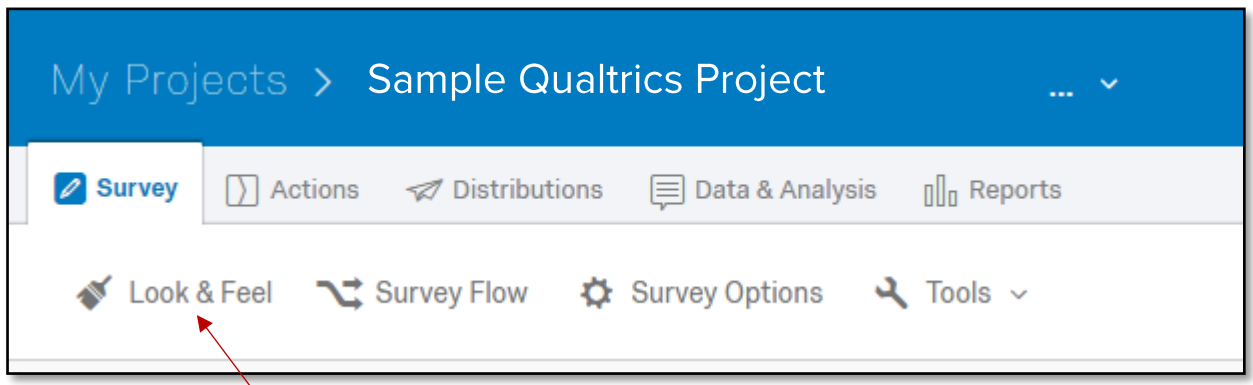 My Projects > Sample Qualtrics Project ...
Survey Actions Distributions Data & Analysis Reports
Look & Feel Survey Flow Survey Options Tools